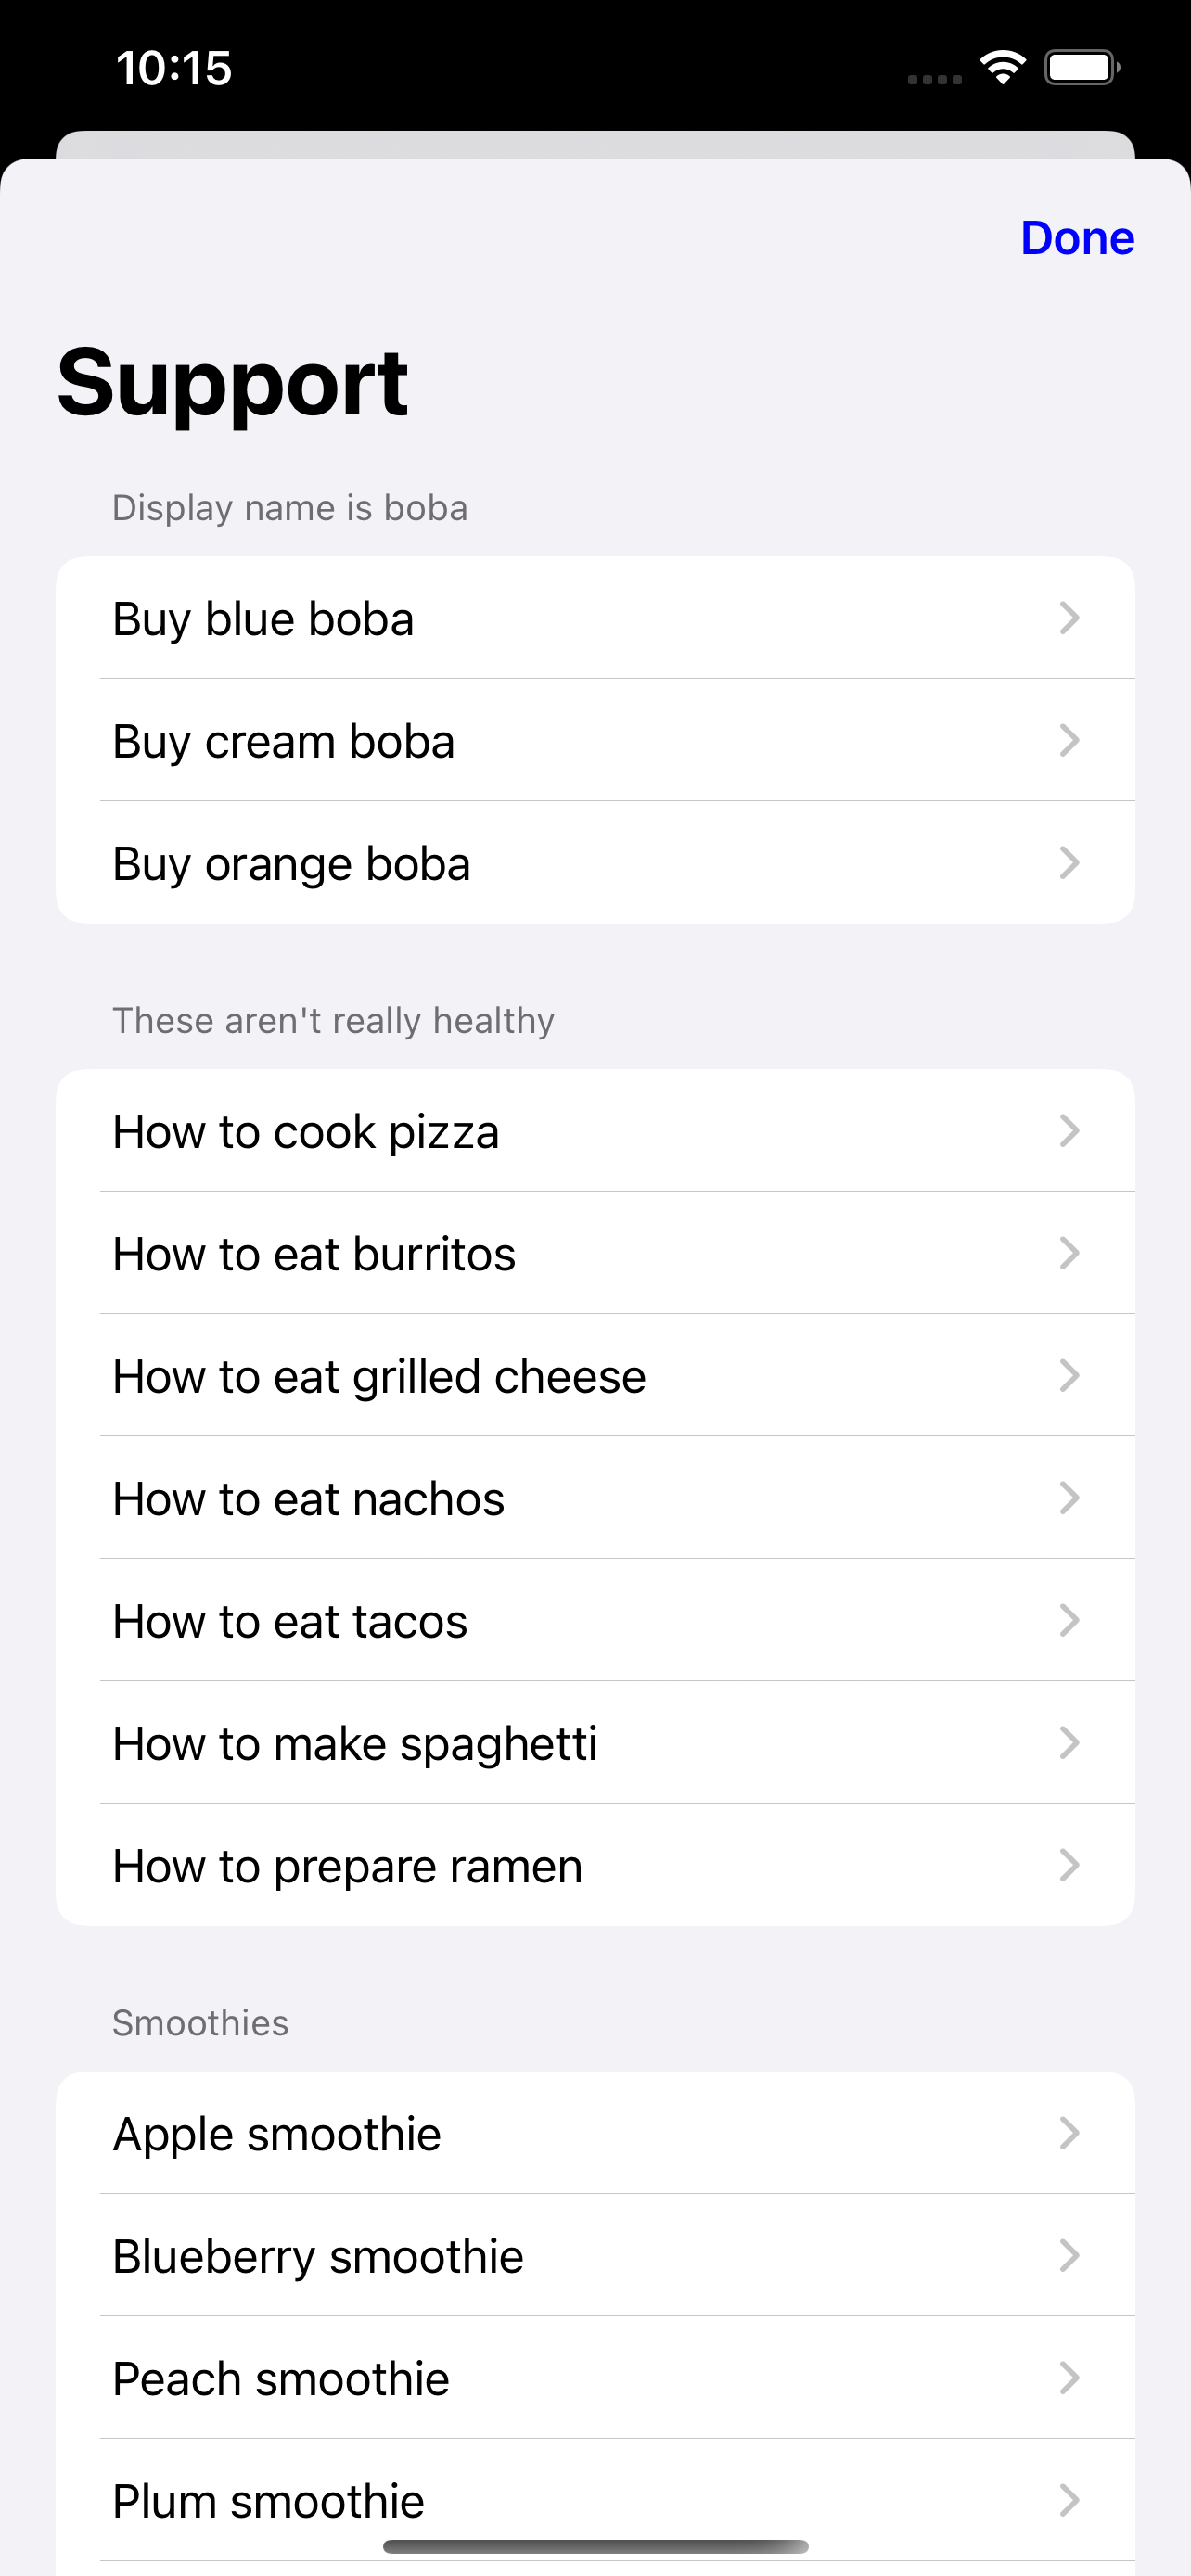 10:15
Done
Support
Display name is boba
Buy blue boba
Buy cream boba
Buy orange boba
These aren't really healthy
How to cook pizza
How to eat burritos
How to eat grilled cheese
How to eat nachos
How to eat tacos
How to make spaghetti
How to prepare ramen
Smoothies
Apple smoothie
Blueberry smoothie
Peach smoothie
Plum smoothie